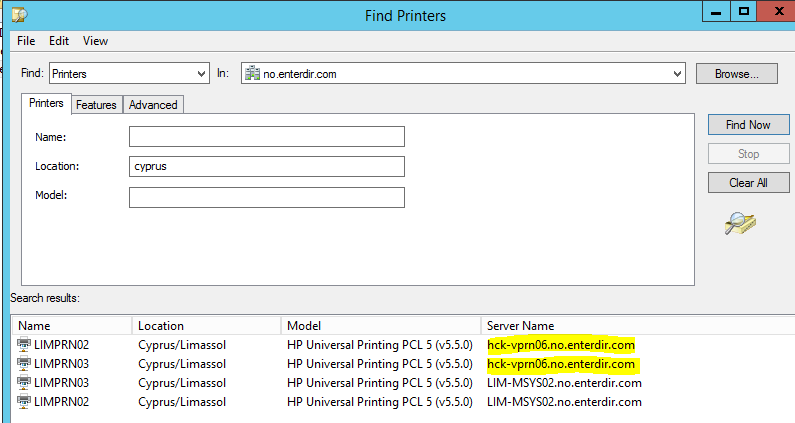 Find Printers
File Edit View
Find: Printers In: no.enterdir.com Browse...
Printers Features Advanced
Name:
Location: cyprus
Model:
Find Now
Stop
Clear All
Search results:
Name Location Model Server Name
LIMPRN02 Cyprus/Limassol HP Universal Printing PCL 5 (v5.5.0) hck-vprn06.no.enterdir.com
LIMPRN03 Cyprus/Limassol HP Universal Printing PCL 5 (v5.5.0) hck-vprn06.no.enterdir.com
LIMPRN03 Cyprus/Limassol HP Universal Printing PCL 5 (v5.5.0) LIM-MSYS02.no.enterdir.com
LIMPRN02 Cyprus/Limassol HP Universal Printing PCL 5 (v5.5.0) LIM-MSYS02.no.enterdir.com